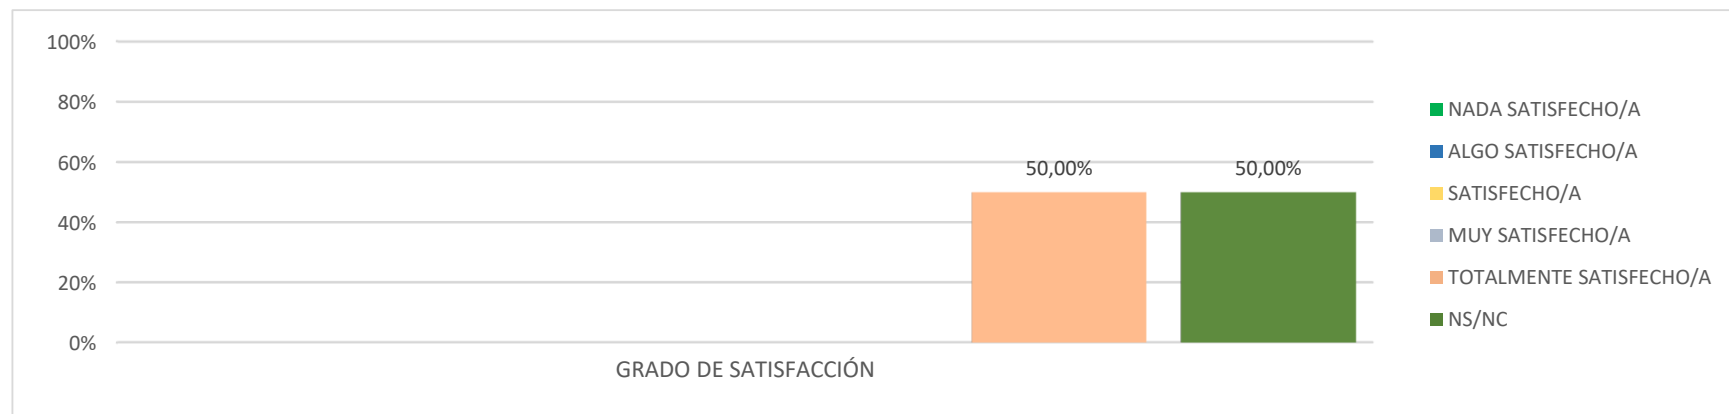 100%
80%
60%
40%
20%
0%
50,00%
50,00%
GRADO DE SATISFACCIÓN
NADA SATISFECHO/A
ALGO SATISFECHO/A
SATISFECHO/A
MUY SATISFECHO/A
TOTALMENTE SATISFECHO/A
NS/NC